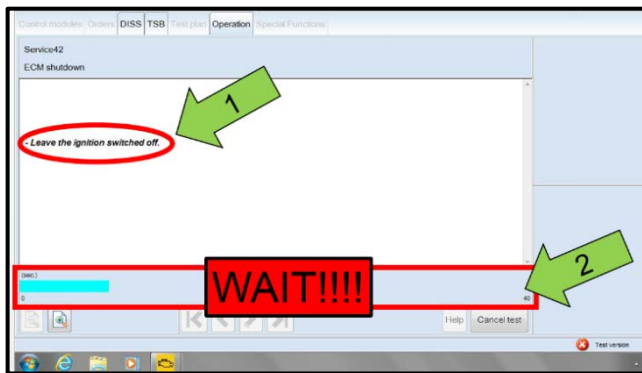 Control modules Orders DISS TSB Test plan Operation Special Functions
Service42
ECM shutdown
1
- Leave the ignition switched off.
2
(sec.)
WAIT!!!!
0 40
Help Cancel test
Test version